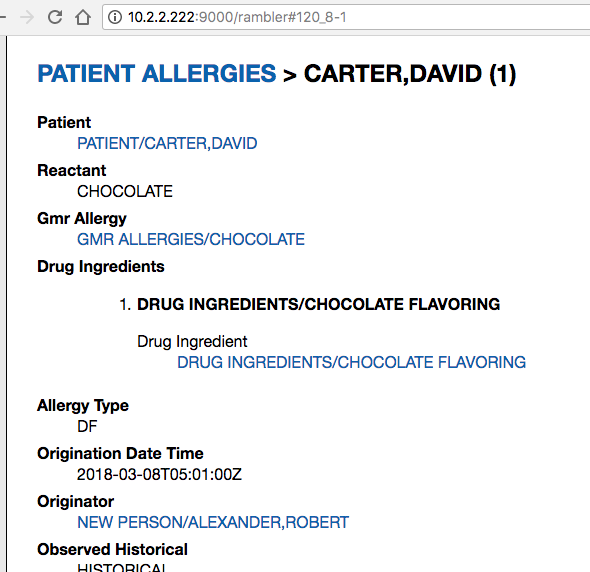 10.2.2.222:9000/rambler#120_8-1
PATIENT ALLERGIES > CARTER,DAVID (1)
Patient
PATIENT/CARTER,DAVID
Reactant
CHOCOLATE
Gmr Allergy
GMR ALLERGIES/CHOCOLATE
Drug Ingredients
1. DRUG INGREDIENTS/CHOCOLATE FLAVORING
Drug Ingredient
DRUG INGREDIENTS/CHOCOLATE FLAVORING
Allergy Type
DF
Origination Date Time
2018-03-08T05:01:00Z
Originator
NEW PERSON/ALEXANDER,ROBERT
Observed Historical
HISTORICAL